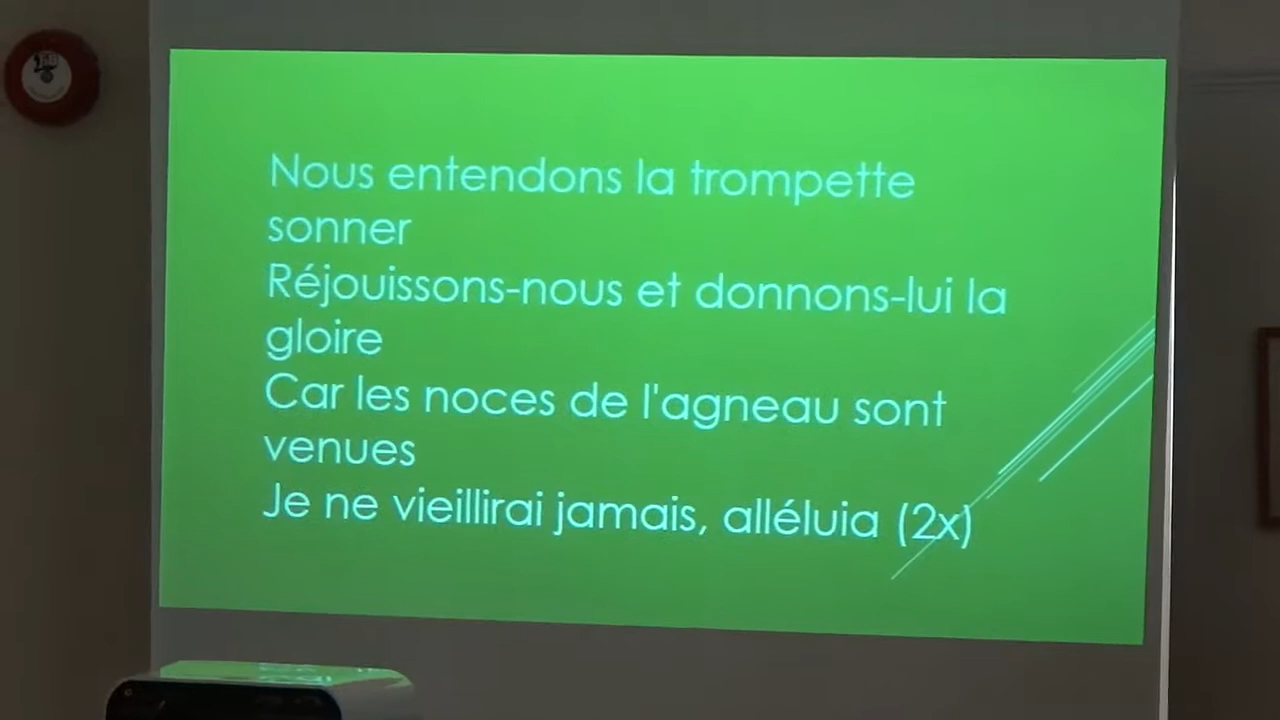 Nous entendons la trompette
sonner
Réjouissons-nous et donnons-lui la
gloire
Car les noces de l'agneau sont
venues
Je ne vieillirai jamais, alléluia (2x)